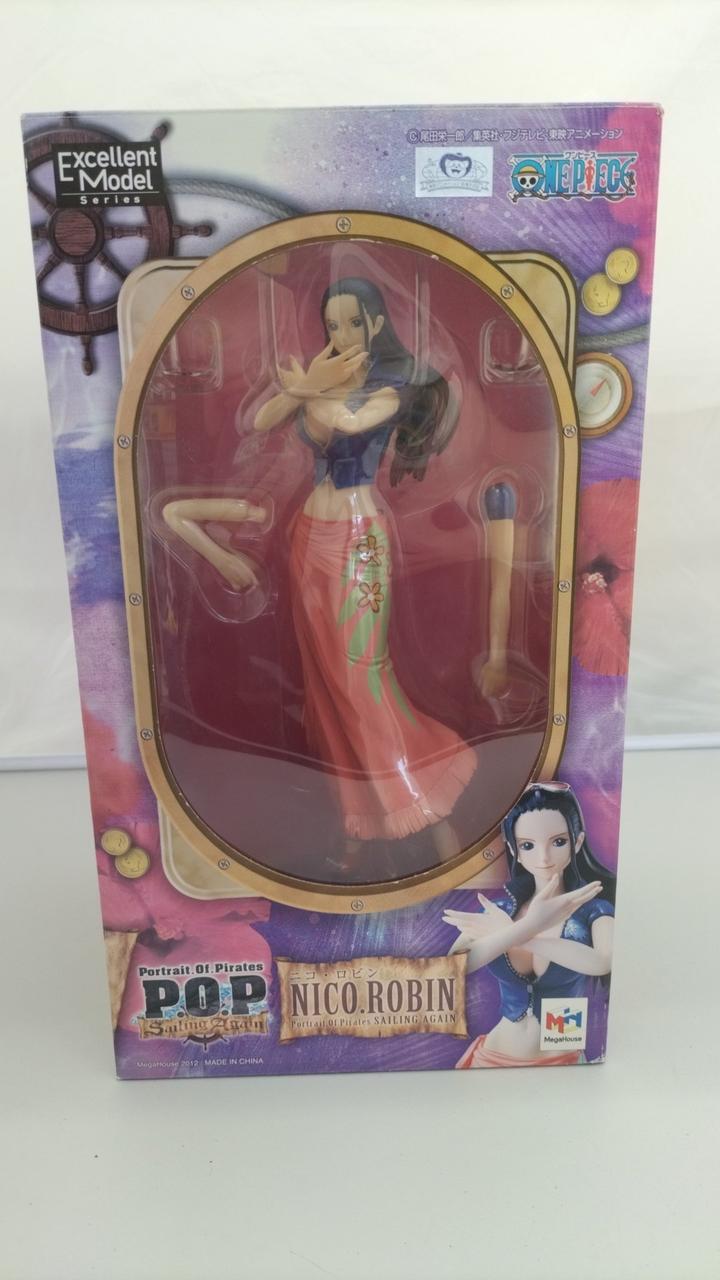 Excellent
Model
Series
© 尾田栄一郎／集英社・フジテレビ・東映アニメーション
ワンピース
ONE PIECE
Portrait.Of.Pirates
P.O.P
Sailing Again
ニコ・ロビン
NICO.ROBIN
Portrait.Of.Pirates SAILING AGAIN
MegaHouse
MegaHouse 2012 / MADE IN CHINA